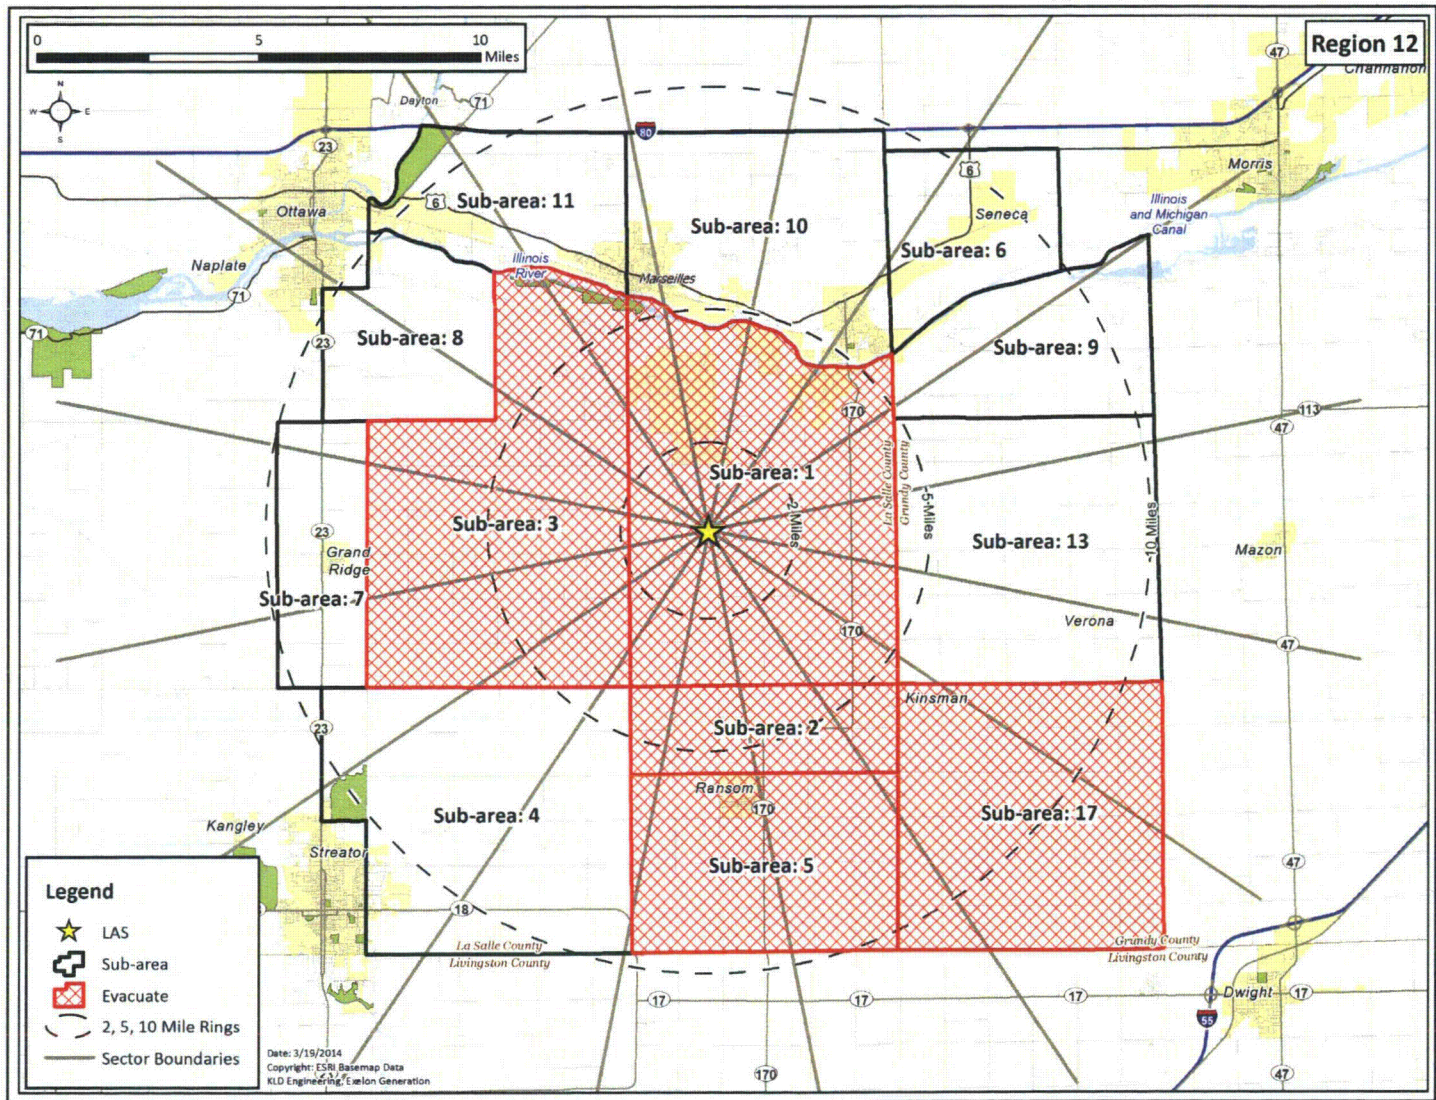 0 5 10
Miles
Region 12
N
W E
S
Channahon
47
Dayton
71
80
23
6
Morris
Sub-area: 11
6
Ottawa
Seneca
Illinois
and Michigan
Canal
Sub-area: 10
Sub-area: 6
Naplate
Illinois
River
Marseilles
71
71
23
Sub-area: 8
Sub-area: 9
170
113
47
Sub-area: 1
La Salle County
Grundy County
2 Miles
5 Miles
10 Miles
Sub-area: 3
23
Grand
Ridge
Sub-area: 13
Mazon
Sub-area: 7
170
Verona
47
Kinsman
23
Sub-area: 2
Ransom
170
Sub-area: 4
Sub-area: 17
Kangley
Streator
47
Sub-area: 5
18
La Salle County
Livingston County
Grundy County
Livingston County
17
17
17
Dwight
17
55
170
47
Legend
LAS
Sub-area
Evacuate
2, 5, 10 Mile Rings
Sector Boundaries
Date: 3/19/2014
Copyright: ESRI Basemap Data
KLD Engineering, Exelon Generation